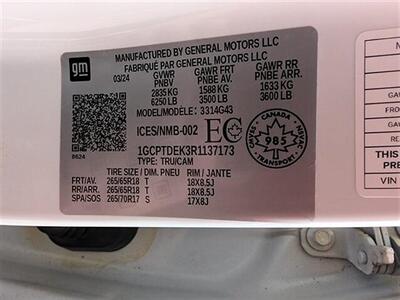 gm
MANUFACTURED BY GENERAL MOTORS LLC
FABRIQUÉ PAR GENERAL MOTORS LLC
03/24 GVWR GAWR FRT GAWR RR
PNBV PNBE AV. PNBE ARR.
2835 KG 1588 KG 1633 KG
6250 LB 3500 LB 3600 LB
MODEL/MODÈLE: 3314G43
ICES/NMB-002 EC CANADA 985 TRANSPORT
8624
1GCPTDEK3R1137173
TYPE: TRU/CAM
TIRE SIZE / DIM. PNEU RIM / JANTE
FRT/AV. 265/65R18 T 18X8.5J
RR/ARR. 265/65R18 T 18X8.5J
SPA/SOS 265/70R17 S 17X8J
THIS
VIN